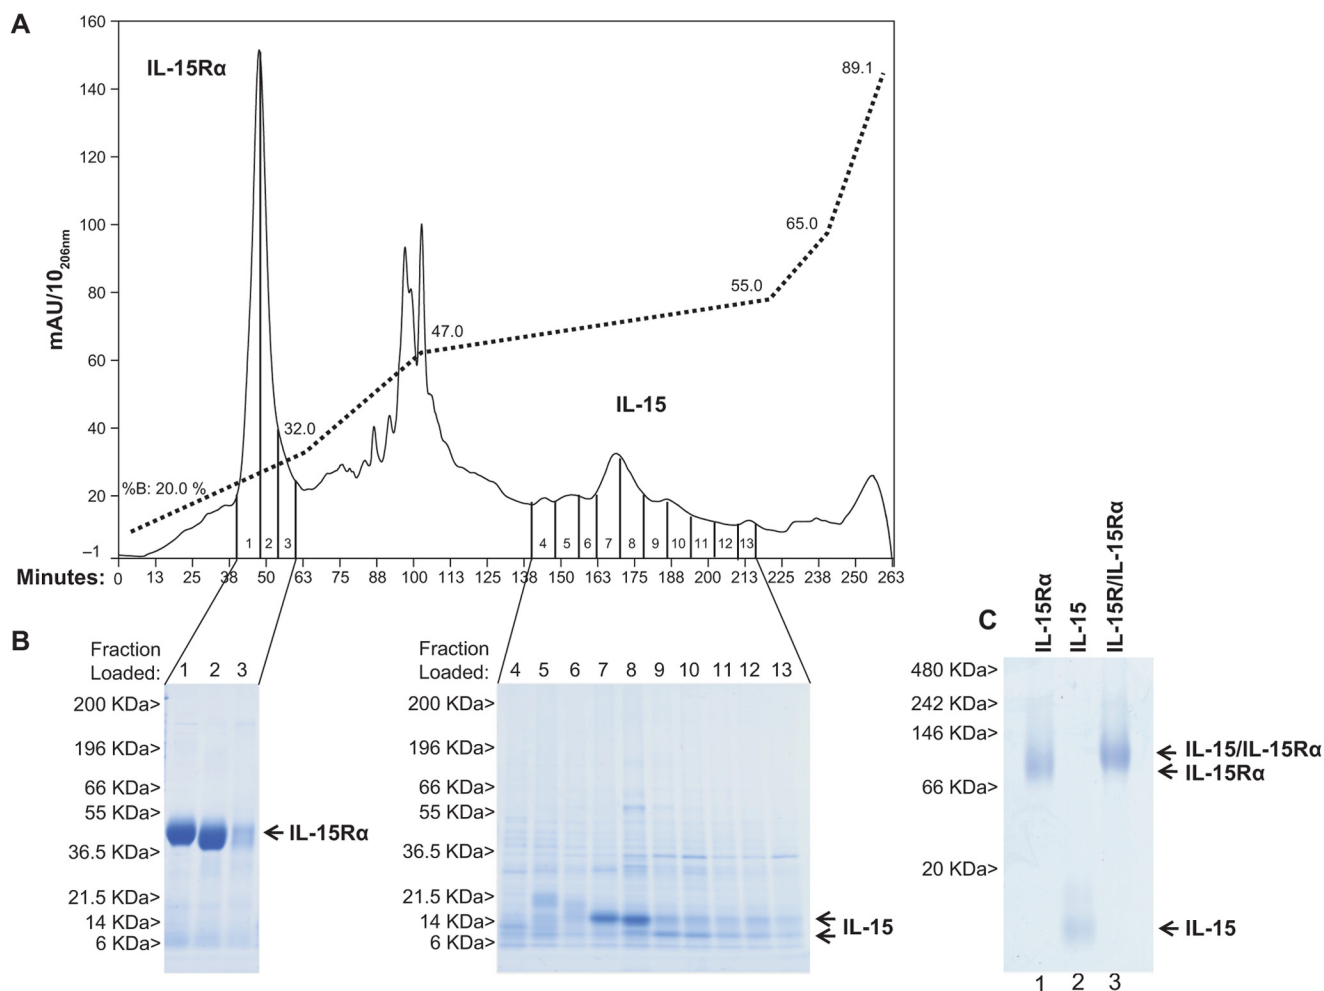 A
160
140
120
100
80
60
40
20
–1
mAU/10206nm
IL-15Rα
IL-15
%B: 20.0 %
32.0
47.0
55.0
65.0
89.1
1 2 3 4 5 6 7 8 9 10 11 12 13
Minutes: 0 13 25 38 50 63 75 88 100 113 125 138 150 163 175 188 200 213 225 238 250 263
B
Fraction
Loaded: 1 2 3
200 KDa>
196 KDa>
66 KDa>
55 KDa>
36.5 KDa>
21.5 KDa>
14 KDa>
6 KDa>
IL-15Rα
Fraction
Loaded: 4 5 6 7 8 9 10 11 12 13
200 KDa>
196 KDa>
66 KDa>
55 KDa>
36.5 KDa>
21.5 KDa>
14 KDa>
6 KDa>
IL-15
C
IL-15Rα
IL-15
IL-15R/IL-15Rα
480 KDa>
242 KDa>
146 KDa>
66 KDa>
20 KDa>
IL-15/IL-15Rα
IL-15Rα
IL-15
1 2 3